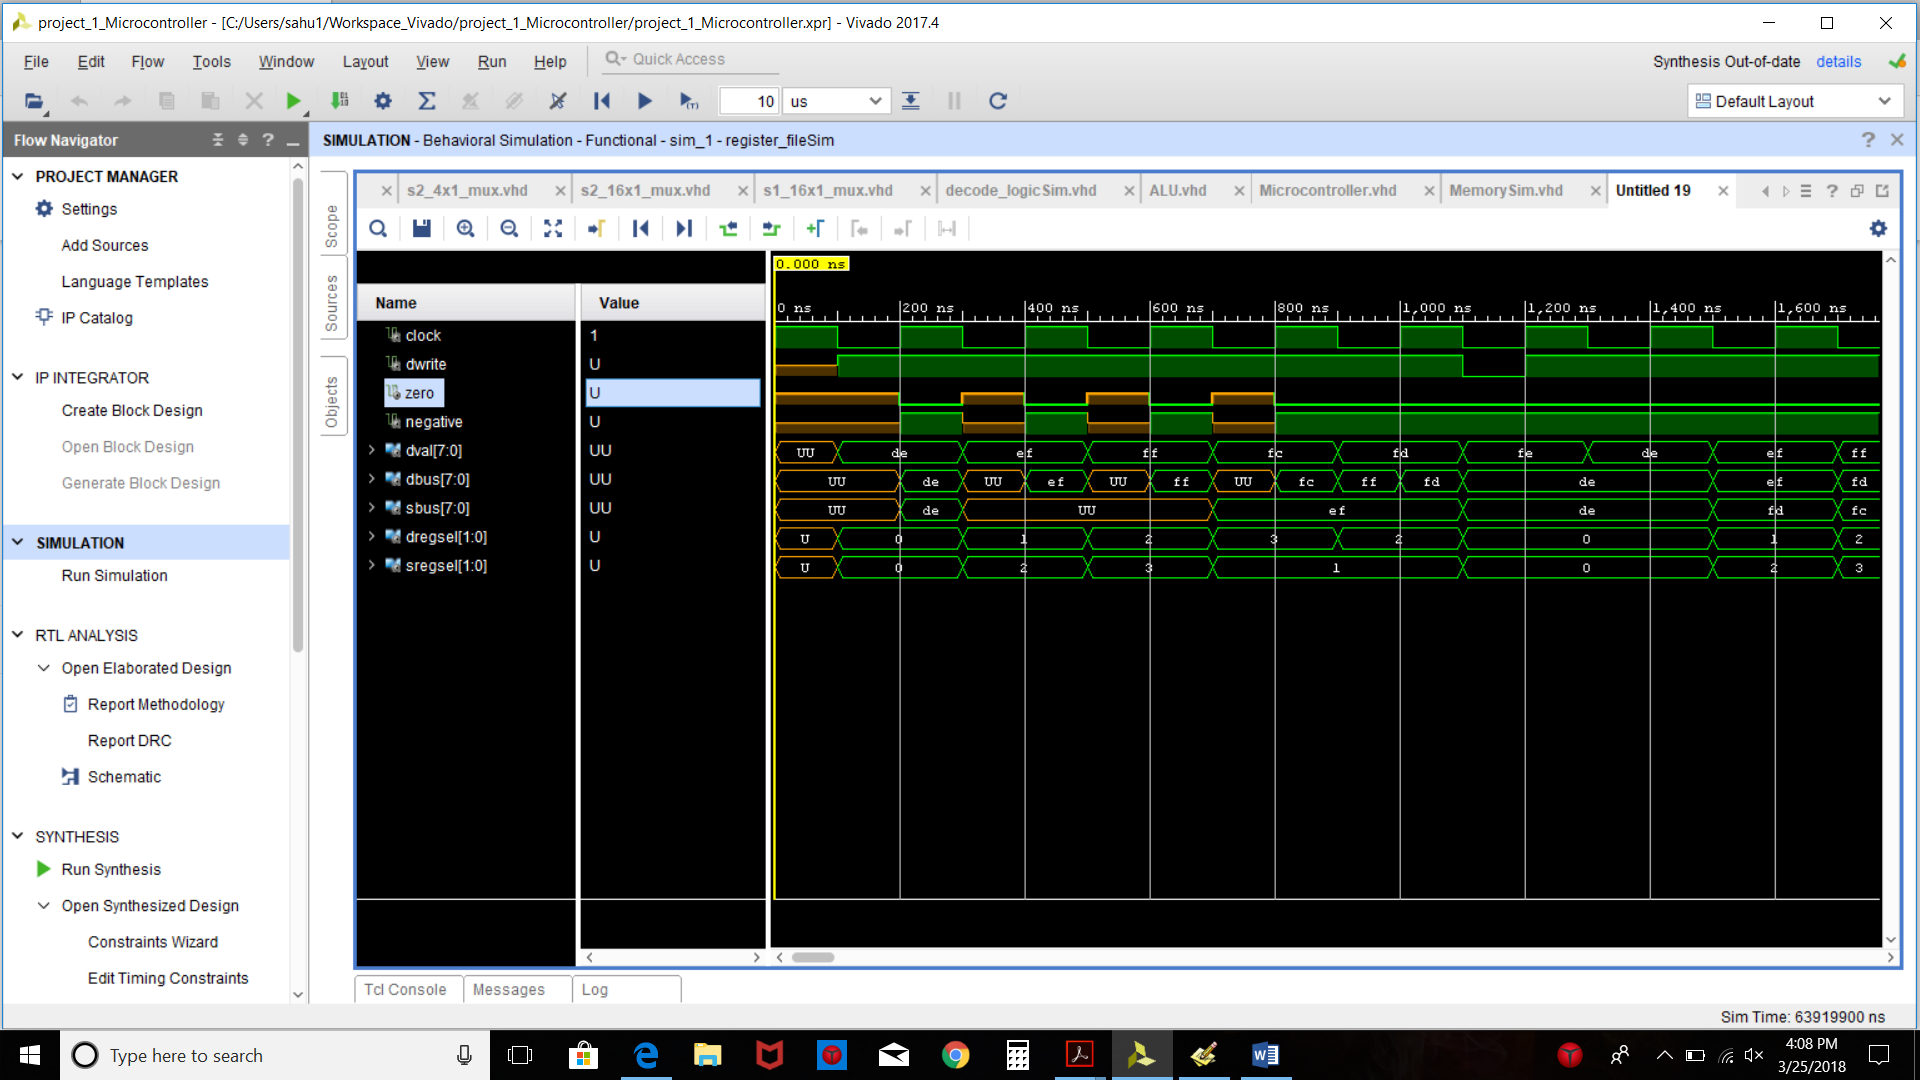 project_1_Microcontroller - [C:/Users/sahu1/Workspace_Vivado/project_1_Microcontroller/project_1_Microcontroller.xpr] - Vivado 2017.4
File Edit Flow Tools Window Layout View Run Help Quick Access
Synthesis Out-of-date details
10 us
Default Layout
Flow Navigator
SIMULATION - Behavioral Simulation - Functional - sim_1 - register_fileSim
PROJECT MANAGER
Settings
Add Sources
Language Templates
IP Catalog
IP INTEGRATOR
Create Block Design
Open Block Design
Generate Block Design
SIMULATION
Run Simulation
RTL ANALYSIS
Open Elaborated Design
Report Methodology
Report DRC
Schematic
SYNTHESIS
Run Synthesis
Open Synthesized Design
Constraints Wizard
Edit Timing Constraints
Scope
Sources
Objects
s2_4x1_mux.vhd s2_16x1_mux.vhd s1_16x1_mux.vhd decode_logicSim.vhd ALU.vhd Microcontroller.vhd MemorySim.vhd Untitled 19
0.000 ns
Name Value
0 ns 200 ns 400 ns 600 ns 800 ns 1,000 ns 1,200 ns 1,400 ns 1,600 ns
clock 1
dwrite U
zero U
negative U
dval[7:0] UU UU de ef ff fc fd fe de ef ff
dbus[7:0] UU UU de UU ef UU ff UU fc ff fd de ef fd
sbus[7:0] UU UU de UU ef de fd fc
dregsel[1:0] U U 0 1 2 3 2 0 1 2
sregsel[1:0] U U 0 2 3 1 0 2 3
Tcl Console Messages Log
Sim Time: 63919900 ns
Type here to search
4:08 PM
3/25/2018